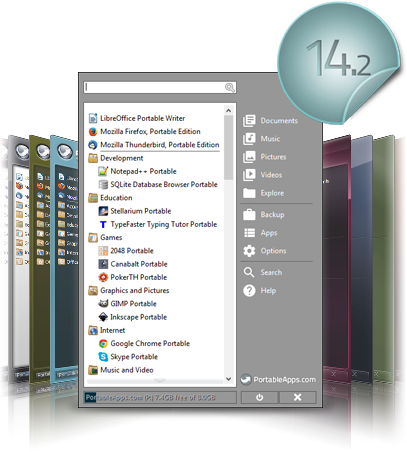 14.2
LibreOffice Portable Writer
Mozilla Firefox, Portable Edition
Mozilla Thunderbird, Portable Edition
Development
Notepad++ Portable
SQLite Database Browser Portable
Education
Stellarium Portable
TypeFaster Typing Tutor Portable
Games
2048 Portable
Canabalt Portable
PokerTH Portable
Graphics and Pictures
GIMP Portable
Inkscape Portable
Internet
Google Chrome Portable
Skype Portable
Music and Video
Documents
Music
Pictures
Videos
Explore
Backup
Apps
Options
Search
Help
PortableApps.com
PortableApps.com (P:) 7.4GB free of 8.0GB